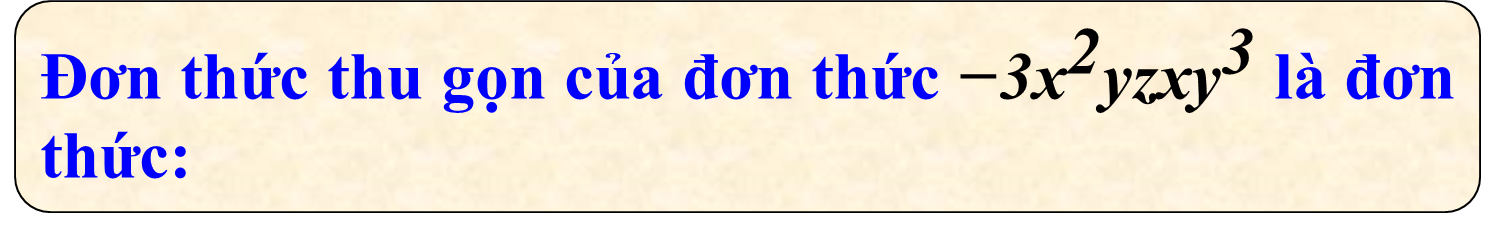 Đơn thức thu gọn của đơn thức −3x²yzxy³ là đơn
thức: